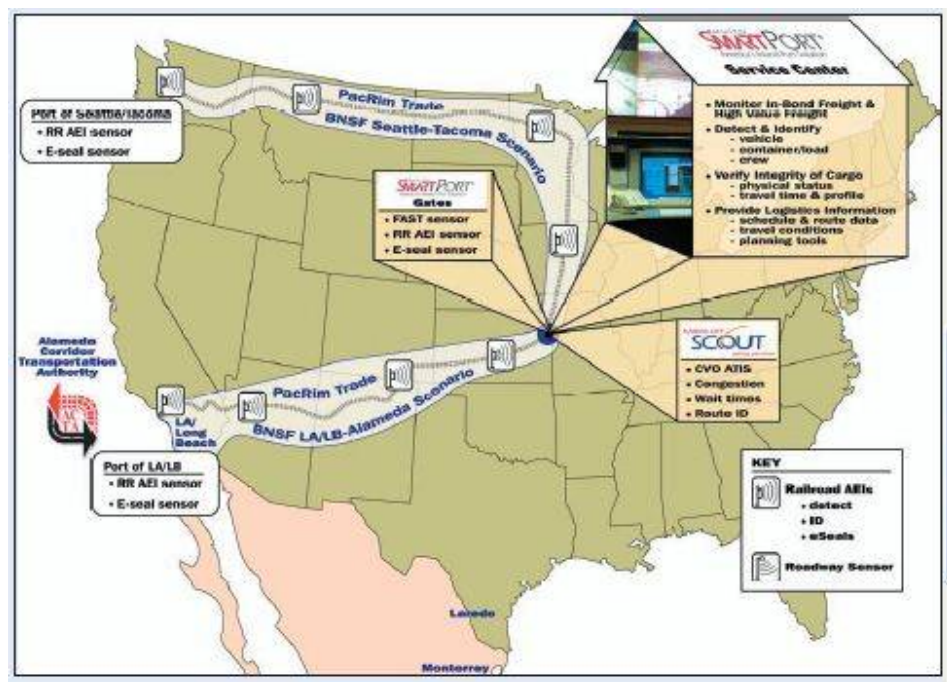 SMARTPORT
Service Center
• Monitor In-Bond Freight &
High Value Freight
• Detect & Identify
- vehicle
- container/load
- crew
• Verify Integrity of Cargo
- physical status
- travel time & profile
• Provide Logistics Information
- schedule & route data
- travel conditions
- planning tools
Port of Seattle/Tacoma
• RR AEI sensor
• E-seal sensor
PacRim Trade
BNSF Seattle-Tacoma Scenario
SMARTPORT
Gates
• FAST sensor
• RR AEI sensor
• E-seal sensor
SCOUT
• CVO ATIS
• Congestion
• Wait times
• Route ID
Alameda
Corridor
Transportation
Authority
ACTA
LA/
Long
Beach
PacRim Trade
BNSF LA/LB-Alameda Scenario
Port of LA/LB
• RR AEI sensor
• E-seal sensor
KEY
Railroad AEIs
• detect
• ID
• eSeals
Roadway Sensor
Laredo
Monterrey